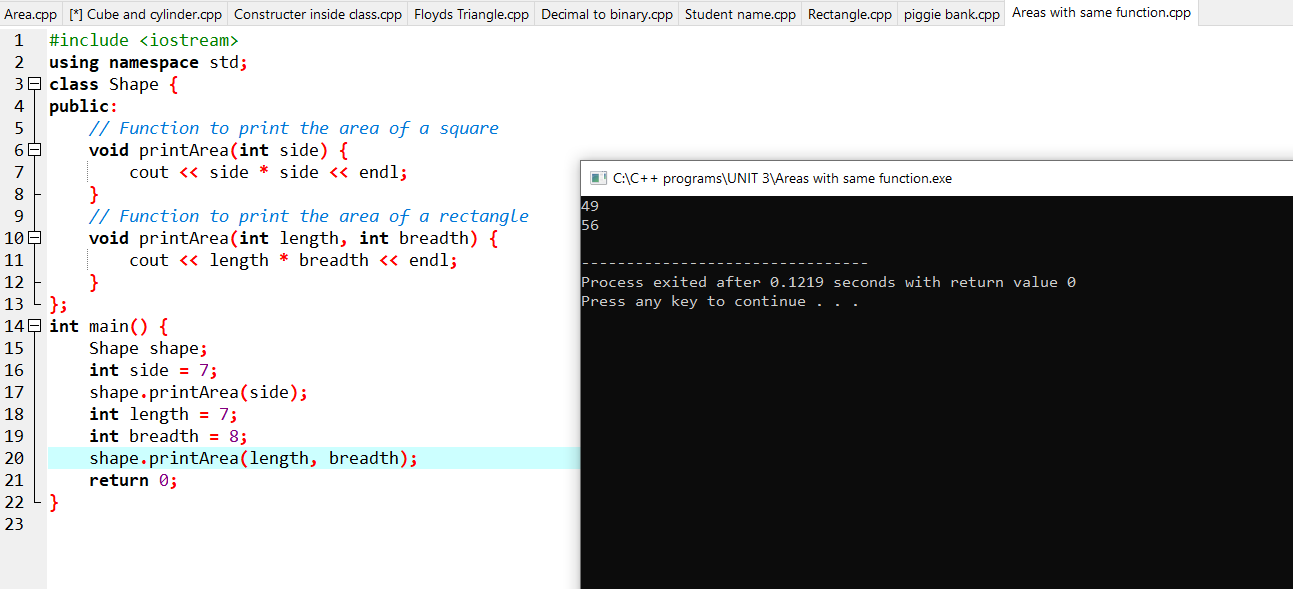 Area.cpp [*] Cube and cylinder.cpp Constructer inside class.cpp Floyds Triangle.cpp Decimal to binary.cpp Student name.cpp Rectangle.cpp piggie bank.cpp Areas with same function.cpp
1 #include <iostream>
2 using namespace std;
3 class Shape {
4 public:
5 // Function to print the area of a square
6 void printArea(int side) {
7 cout << side * side << endl;
8 }
9 // Function to print the area of a rectangle
10 void printArea(int length, int breadth) {
11 cout << length * breadth << endl;
12 }
13 };
14 int main() {
15 Shape shape;
16 int side = 7;
17 shape.printArea(side);
18 int length = 7;
19 int breadth = 8;
20 shape.printArea(length, breadth);
21 return 0;
22 }
23
C:\C++ programs\UNIT 3\Areas with same function.exe
49
56
--------------------------------
Process exited after 0.1219 seconds with return value 0
Press any key to continue . . .